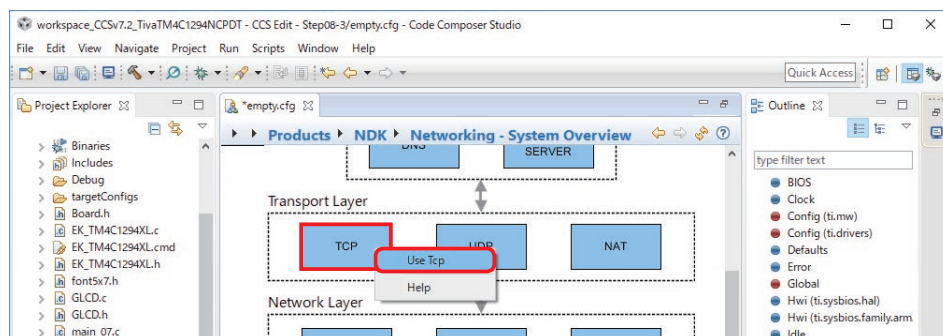 workspace_CCSv7.2_TivaTM4C1294NCPDT - CCS Edit - Step08-3/empty.cfg - Code Composer Studio
File Edit View Navigate Project Run Scripts Window Help
Quick Access
Project Explorer
Binaries
Includes
Debug
targetConfigs
Board.h
EK_TM4C1294XL.c
EK_TM4C1294XL.cmd
EK_TM4C1294XL.h
font5x7.h
GLCD.c
GLCD.h
main_07.c
*empty.cfg
Products NDK Networking - System Overview
DNS
SERVER
Transport Layer
TCP
UDP
NAT
Use Tcp
Help
Network Layer
Outline
type filter text
BIOS
Clock
Config (ti.mw)
Config (ti.drivers)
Defaults
Error
Global
Hwi (ti.sysbios.hal)
Hwi (ti.sysbios.family.arm.
Idle